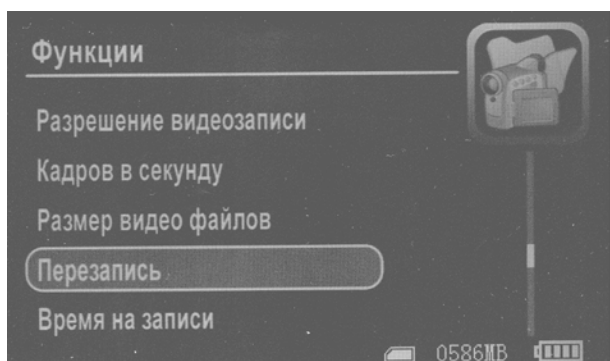 Функции
Разрешение видеозаписи
Кадров в секунду
Размер видео файлов
Перезапись
Время на записи
0586MB